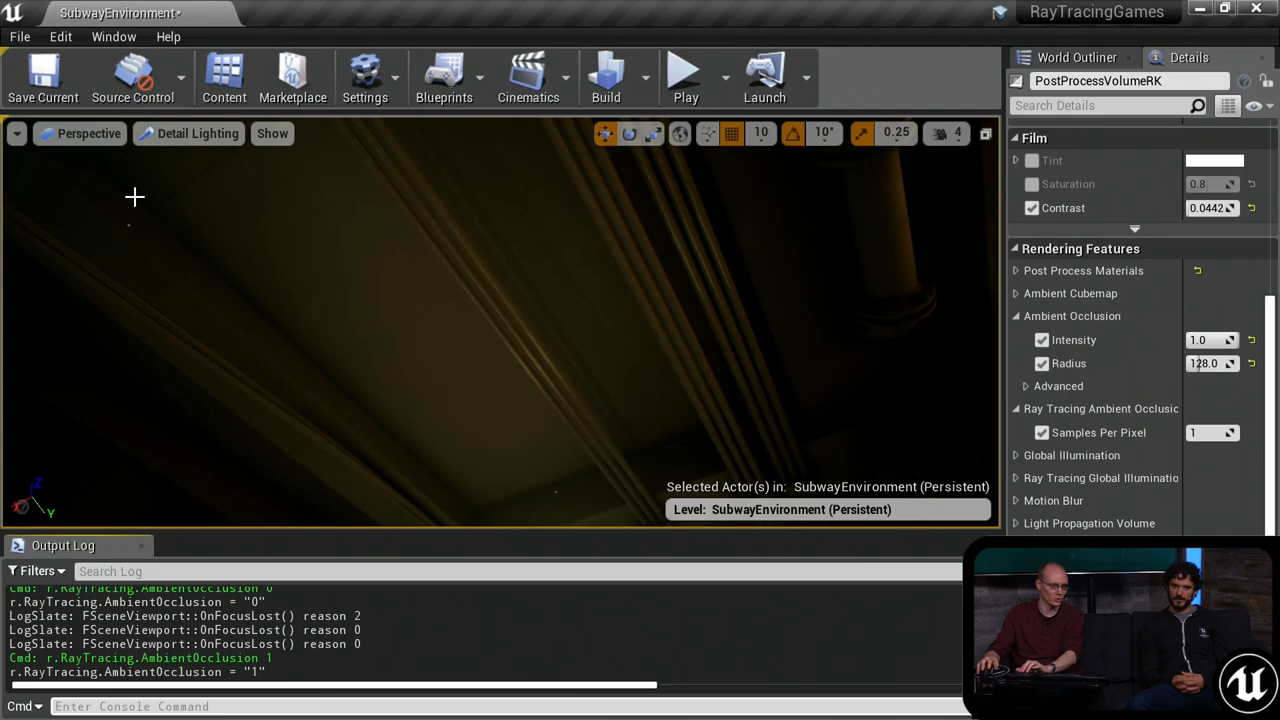 SubwayEnvironment•
RayTracingGames
File Edit Window Help
World Outliner
Details
PostProcessVolumeRK
Save Current
Source Control
Content
Marketplace
Settings
Blueprints
Cinematics
Build
Play
Launch
Search Details
Perspective
Detail Lighting
Show
10
10°
0.25
4
Film
Tint
Saturation 0.8
Contrast 0.0442
Rendering Features
Post Process Materials
Ambient Cubemap
Ambient Occlusion
Intensity 1.0
Radius 128.0
Advanced
Ray Tracing Ambient Occlusic
Samples Per Pixel 1
Global Illumination
Ray Tracing Global Illuminatio
Motion Blur
Light Propagation Volume
Z
Y
Selected Actor(s) in: SubwayEnvironment (Persistent)
Level: SubwayEnvironment (Persistent)
Output Log
Filters
Search Log
Cmd: r.RayTracing.AmbientOcclusion 0
r.RayTracing.AmbientOcclusion = "0"
LogSlate: FSceneViewport::OnFocusLost() reason 2
LogSlate: FSceneViewport::OnFocusLost() reason 0
LogSlate: FSceneViewport::OnFocusLost() reason 0
Cmd: r.RayTracing.AmbientOcclusion 1
r.RayTracing.AmbientOcclusion = "1"
Cmd
Enter Console Command